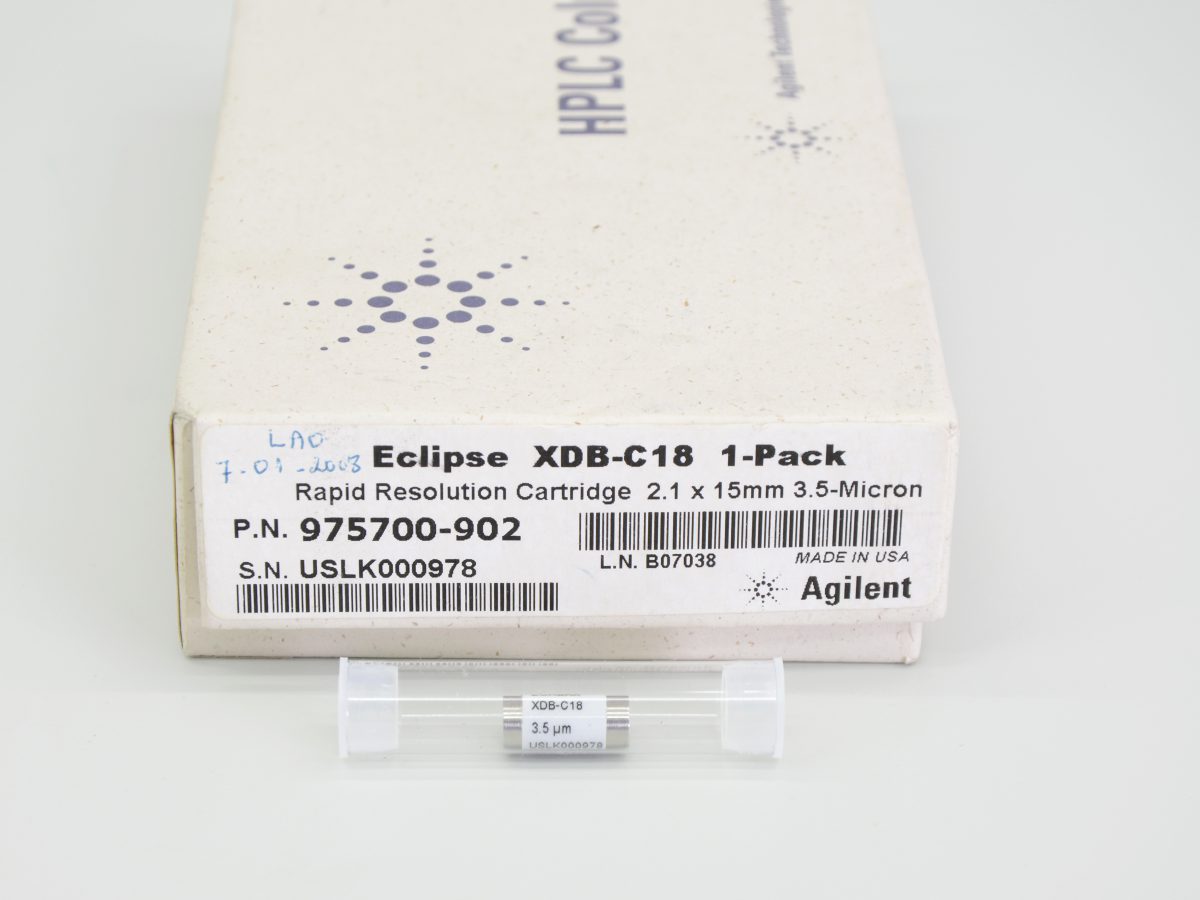 HPLC Col
Agilent Technologies
LAO
7-01-2003
Eclipse XDB-C18 1-Pack
Rapid Resolution Cartridge 2.1 x 15mm 3.5-Micron
P.N. 975700-902
L.N. B07038
MADE IN USA
S.N. USLK000978
Agilent
XDB-C18
3.5 µm
USLK000978